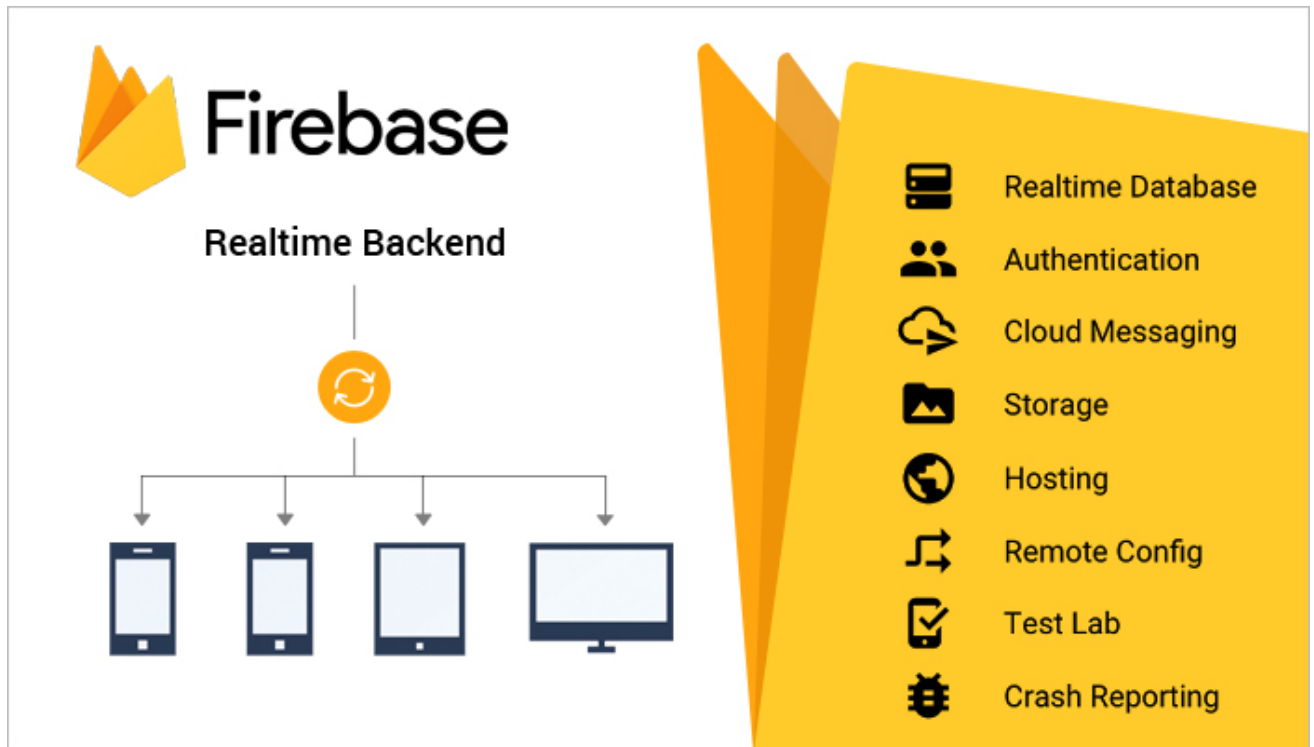 Firebase
Realtime Backend
Realtime Database
Authentication
Cloud Messaging
Storage
Hosting
Remote Config
Test Lab
Crash Reporting